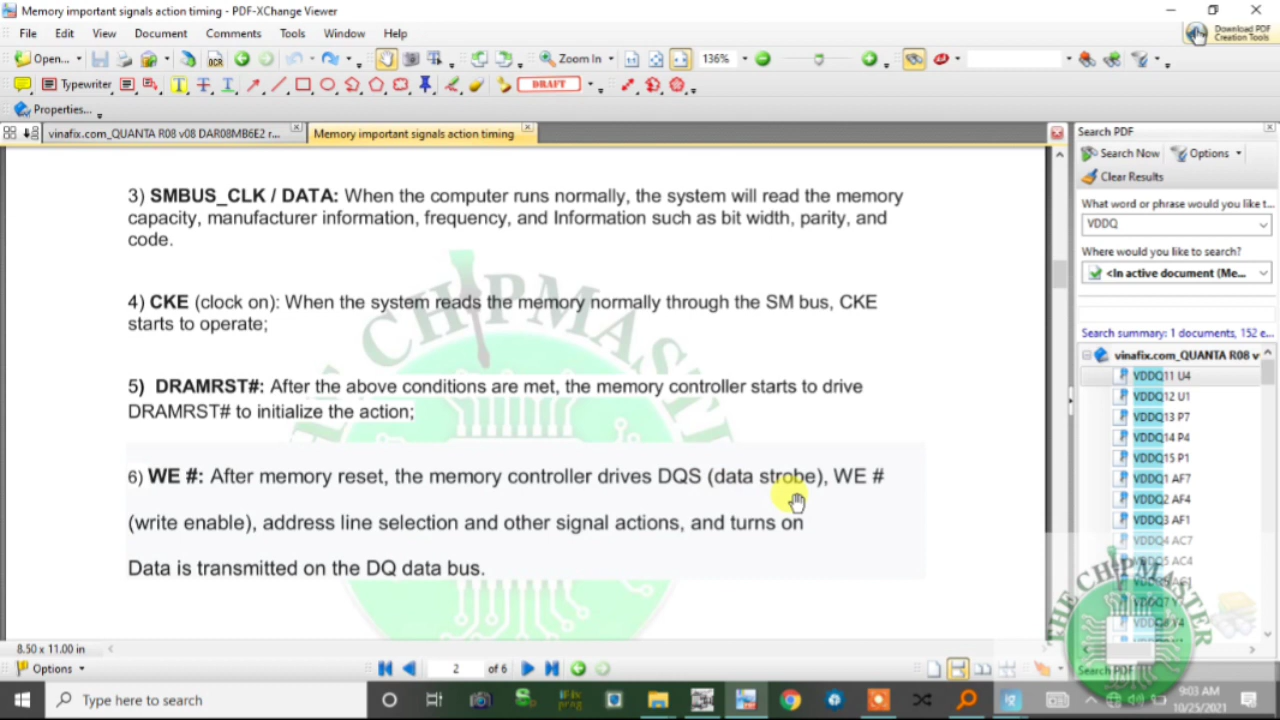 Memory important signals action timing - PDF-XChange Viewer
File Edit View Document Comments Tools Window Help
Download PDF
Creation Tools
Open... OCR Zoom In 136%
Typewriter DRAFT
Properties...
vinafix.com_QUANTA R08 v08 DAR08MB6E2 r... Memory important signals action timing
3) SMBUS_CLK / DATA: When the computer runs normally, the system will read the memory
capacity, manufacturer information, frequency, and Information such as bit width, parity, and
code.
4) CKE (clock on): When the system reads the memory normally through the SM bus, CKE
starts to operate;
5) DRAMRST#: After the above conditions are met, the memory controller starts to drive
DRAMRST# to initialize the action;
6) WE #: After memory reset, the memory controller drives DQS (data strobe), WE #
(write enable), address line selection and other signal actions, and turns on
Data is transmitted on the DQ data bus.
THE CHIPMASTER
Search PDF
Search Now Options
Clear Results
What word or phrase would you like t...
VDDQ
Where would you like to search?
<In active document (Me...
Search summary: 1 documents, 152 e...
vinafix.com_QUANTA R08 v
VDDQ11 U4
VDDQ12 U1
VDDQ13 P7
VDDQ14 P4
VDDQ15 P1
VDDQ1 AF7
VDDQ2 AF4
VDDQ3 AF1
VDDQ4 AC7
VDDQ5 AC4
THE CHIPMASTER
Search PDF
8.50 x 11.00 in
Options 2 of 6
Type here to search
9:03 AM
10/25/2021